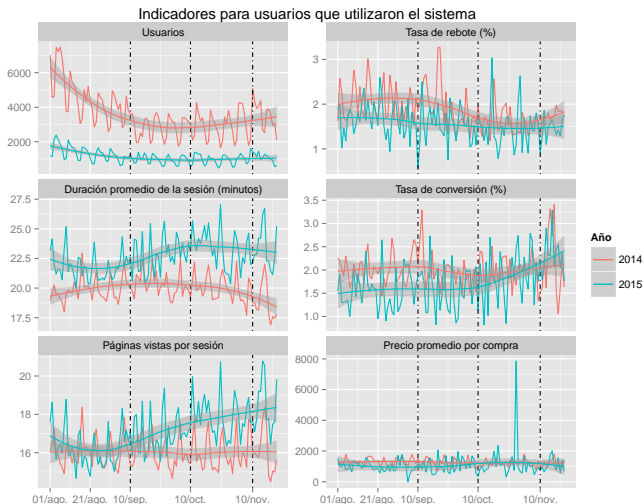 Indicadores para usuarios que utilizaron el sistema
Usuarios
Tasa de rebote (%)
6000
4000
2000
3
2
1
Duración promedio de la sesión (minutos)
Tasa de conversión (%)
27.5
25.0
22.5
20.0
17.5
3.5
3.0
2.5
2.0
1.5
1.0
Año
2014
2015
Páginas vistas por sesión
Precio promedio por compra
20
18
16
8000
6000
4000
2000
0
01/ago. 21/ago. 10/sep. 10/oct. 10/nov.
01/ago. 21/ago. 10/sep. 10/oct. 10/nov.